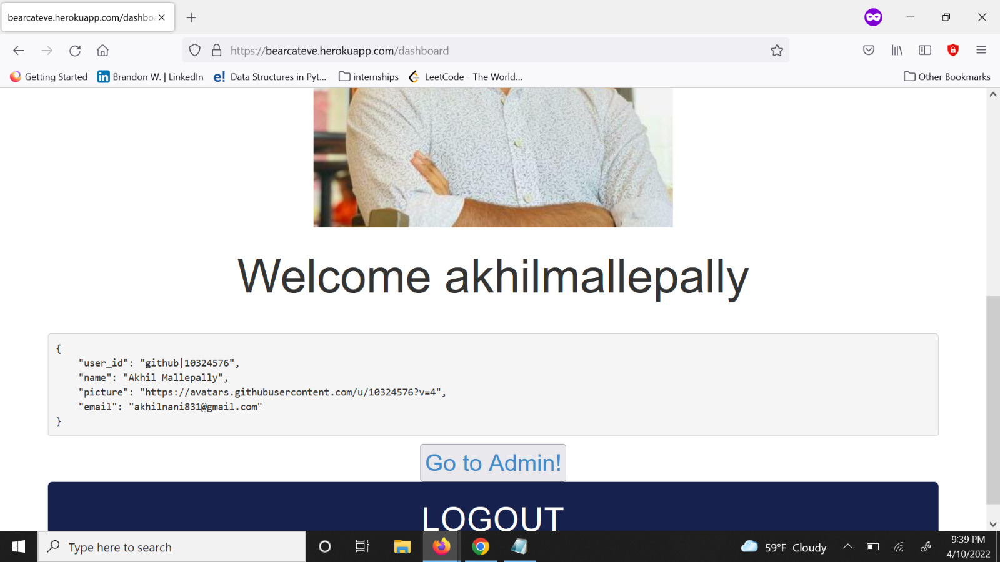 bearcateve.herokuapp.com/dashbo
https://bearcateve.herokuapp.com/dashboard
Getting Started
in Brandon W. | LinkedIn
e! Data Structures in Pyt...
internships
LeetCode - The World...
Other Bookmarks
Welcome akhilmallepally
{
"user_id": "github|10324576",
"name": "Akhil Mallepally",
"picture": "https://avatars.githubusercontent.com/u/10324576?v=4",
"email": "akhilnani831@gmail.com"
}
Go to Admin!
LOGOUT
Type here to search
59°F Cloudy
9:39 PM
4/10/2022